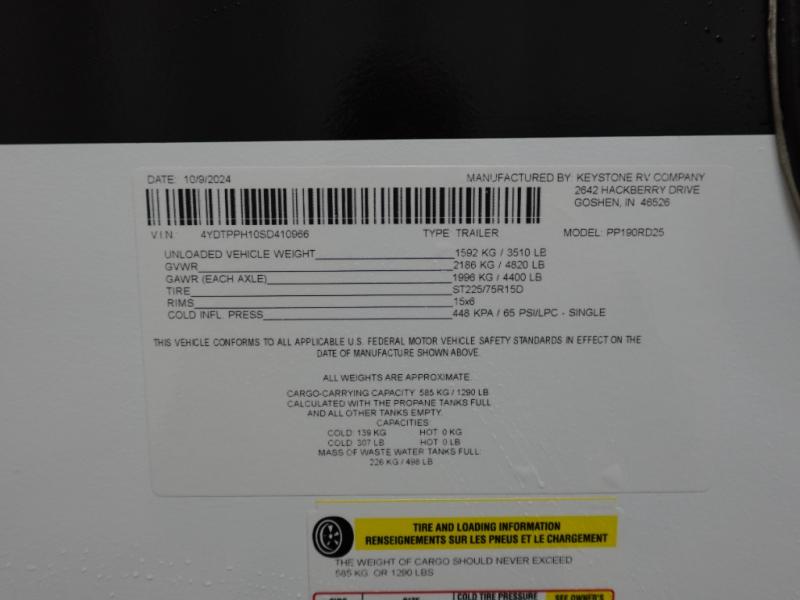 DATE: 10/9/2024 MANUFACTURED BY: KEYSTONE RV COMPANY
2642 HACKBERRY DRIVE
GOSHEN, IN 46526
V.I.N. 4YDTPPH10SD410966 TYPE: TRAILER MODEL: PP190RD25
UNLOADED VEHICLE WEIGHT 1592 KG / 3510 LB
GVWR 2186 KG / 4820 LB
GAWR (EACH AXLE) 1996 KG / 4400 LB
TIRE ST225/75R15D
RIMS 15x6
COLD INFL. PRESS 448 KPA / 65 PSI/LPC - SINGLE
THIS VEHICLE CONFORMS TO ALL APPLICABLE U.S. FEDERAL MOTOR VEHICLE SAFETY STANDARDS IN EFFECT ON THE
DATE OF MANUFACTURE SHOWN ABOVE.
ALL WEIGHTS ARE APPROXIMATE.
CARGO-CARRYING CAPACITY 585 KG / 1290 LB
CALCULATED WITH THE PROPANE TANKS FULL
AND ALL OTHER TANKS EMPTY.
CAPACITIES:
COLD: 139 KG HOT: 0 KG
COLD: 307 LB HOT: 0 LB
MASS OF WASTE WATER TANKS FULL:
226 KG / 498 LB
TIRE AND LOADING INFORMATION
RENSEIGNEMENTS SUR LES PNEUS ET LE CHARGEMENT
THE WEIGHT OF CARGO SHOULD NEVER EXCEED
585 KG OR 1290 LBS
SIZE COLD TIRE PRESSURE SEE OWNER'S